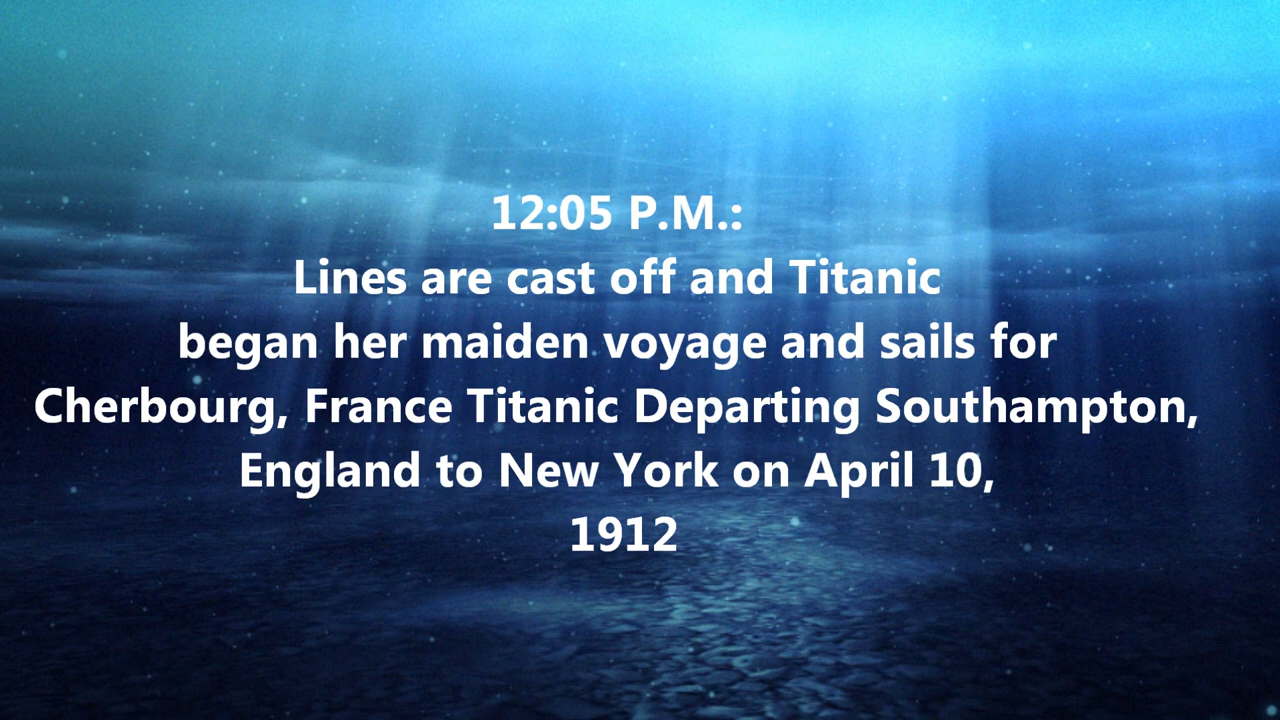 12:05 P.M.:
Lines are cast off and Titanic
began her maiden voyage and sails for
Cherbourg, France Titanic Departing Southampton,
England to New York on April 10,
1912